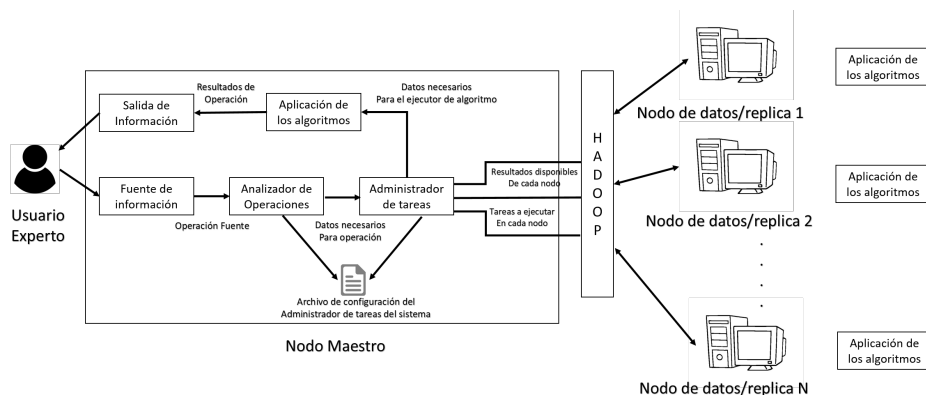 Resultados de
Operación
Datos necesarios
Para el ejecutor de algoritmo
Salida de
Información
Aplicación de
los algoritmos
Usuario
Experto
Fuente de
información
Analizador de
Operaciones
Administrador
de tareas
Operación Fuente
Datos necesarios
Para operación
Resultados disponibles
De cada nodo
Tareas a ejecutar
En cada nodo
Archivo de configuración del
Administrador de tareas del sistema
Nodo Maestro
H
A
D
O
O
P
Nodo de datos/replica 1
Aplicación de
los algoritmos
Nodo de datos/replica 2
Aplicación de
los algoritmos
Nodo de datos/replica N
Aplicación de
los algoritmos